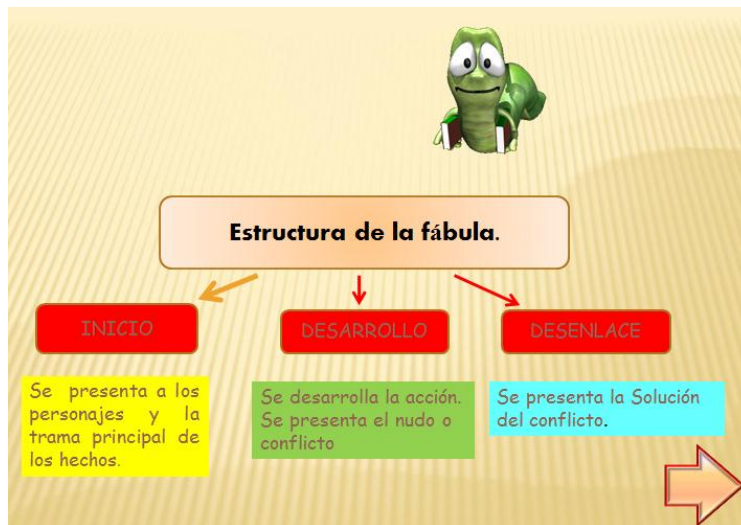 Estructura de la fábula.
INICIO
DESARROLLO
DESENLACE
Se presenta a los
personajes y la
trama principal de
los hechos.
Se desarrolla la acción.
Se presenta el nudo o
conflicto
Se presenta la Solución
del conflicto.